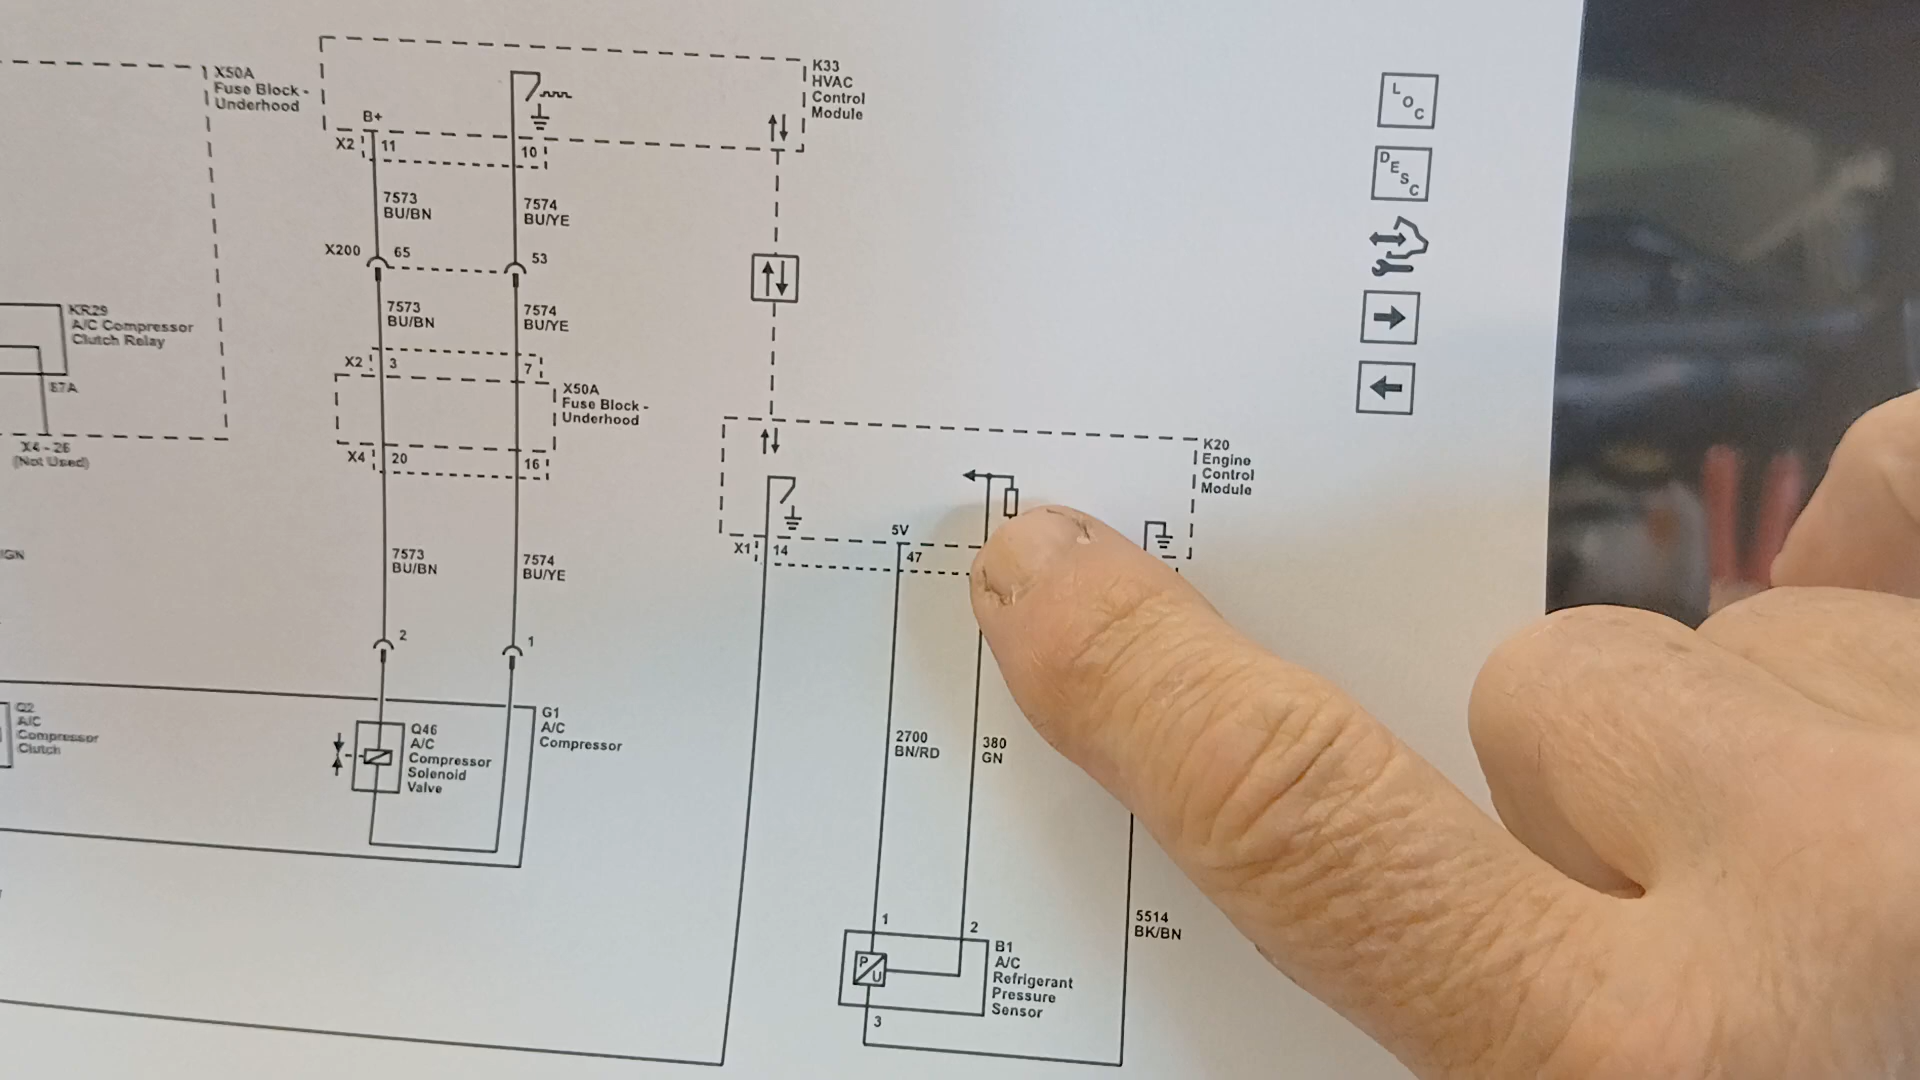 X50A
Fuse Block -
Underhood
B+
X2
11
10
K33
HVAC
Control
Module
7573
BU/BN
7574
BU/YE
X200
65
53
7573
BU/BN
7574
BU/YE
KR29
A/C Compressor
Clutch Relay
87A
X4 - 26
(Not Used)
X2
3
7
X50A
Fuse Block -
Underhood
X4
20
16
K20
Engine
Control
Module
5V
X1
14
47
7573
BU/BN
7574
BU/YE
2
1
Q2
A/C
Compressor
Clutch
Q46
A/C
Compressor
Solenoid
Valve
G1
A/C
Compressor
2700
BN/RD
380
GN
1
2
P
U
3
B1
A/C
Refrigerant
Pressure
Sensor
5514
BK/BN
LOC
DESC